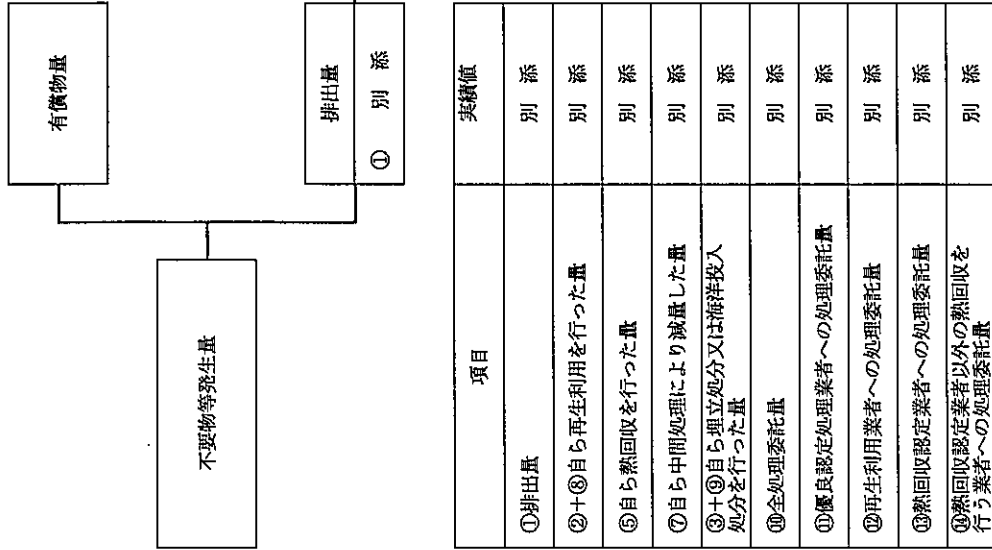 有償物量
不要物等発生量
排出量
① 別 添
項目 実績値
①排出量 別 添
②+⑧自ら再生利用を行った量 別 添
⑤自ら熱回収を行った量 別 添
⑦自ら中間処理により減量した量 別 添
③+⑨自ら埋立処分又は海洋投入
処分を行った量 別 添
⑩全処理委託量 別 添
⑪優良認定処理業者への処理委託量 別 添
⑫再生利用業者への処理委託量 別 添
⑬熱回収認定業者への処理委託量 別 添
⑭熱回収認定業者以外の熱回収を
行う業者への処理委託量 別 添